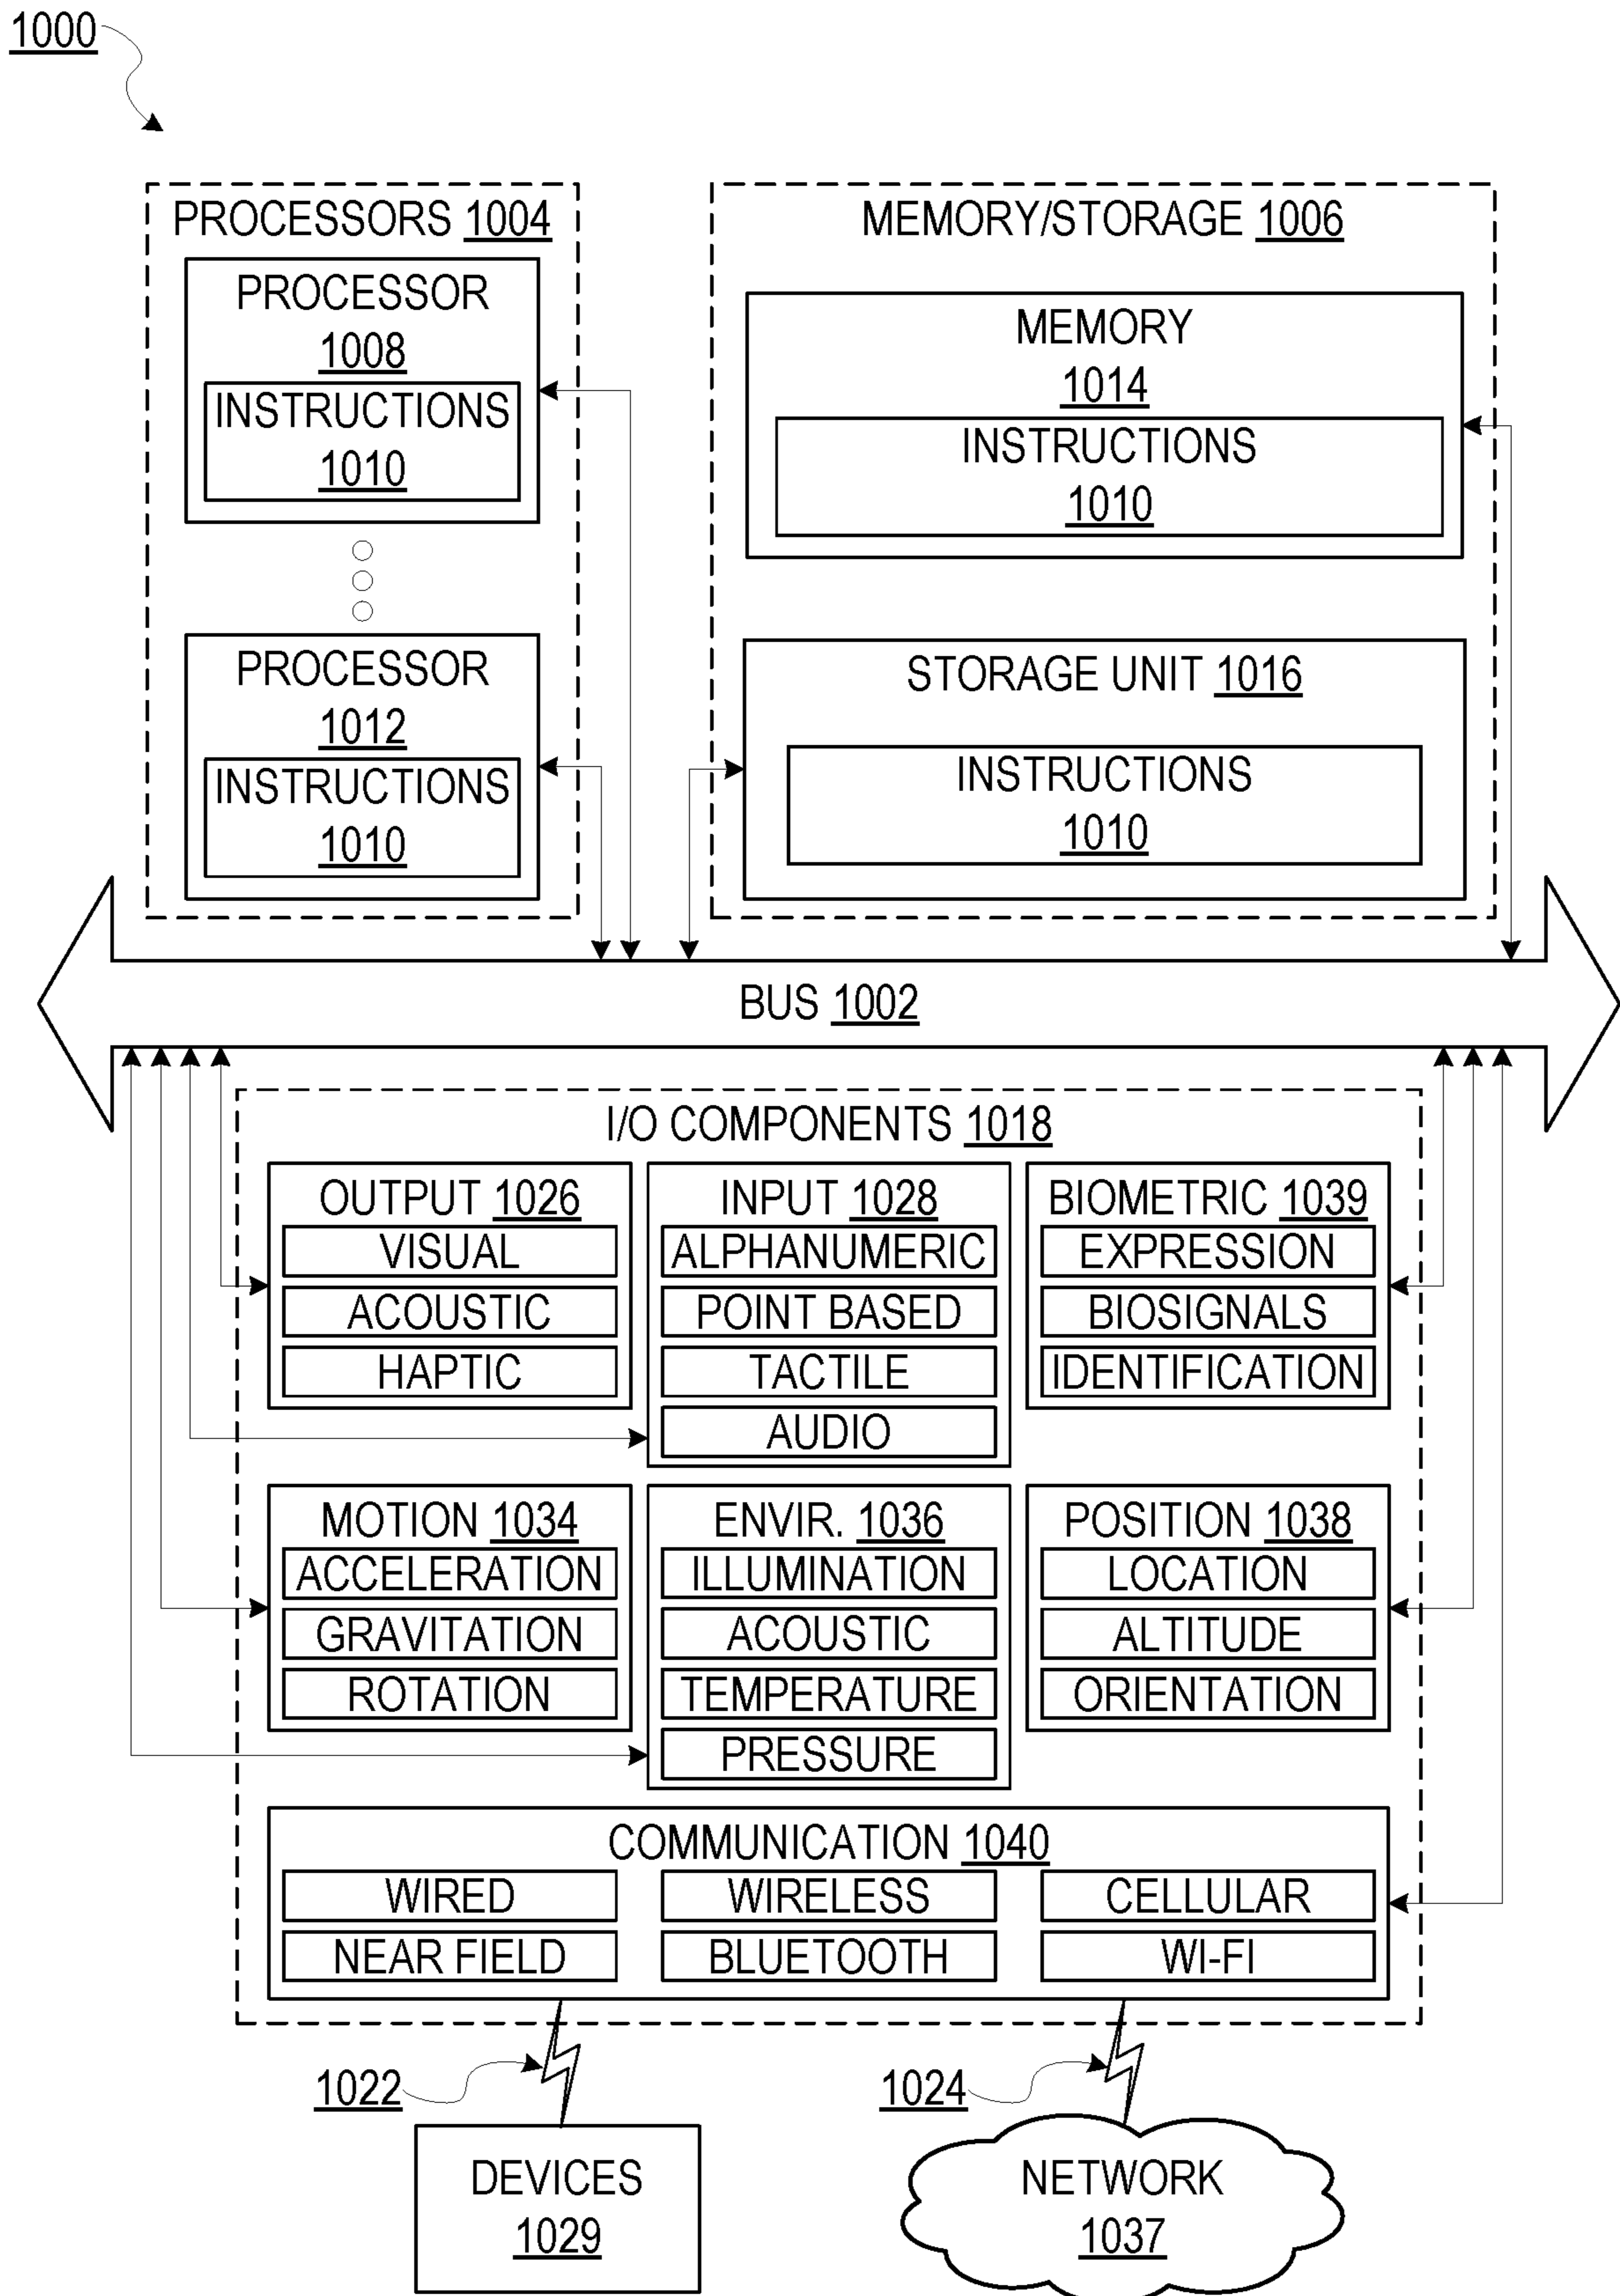 1000
PROCESSORS 1004
PROCESSOR
1008
INSTRUCTIONS
1010
PROCESSOR
1012
INSTRUCTIONS
1010
MEMORY/STORAGE 1006
MEMORY
1014
INSTRUCTIONS
1010
STORAGE UNIT 1016
INSTRUCTIONS
1010
BUS 1002
I/O COMPONENTS 1018
OUTPUT 1026
VISUAL
ACOUSTIC
HAPTIC
INPUT 1028
ALPHANUMERIC
POINT BASED
TACTILE
AUDIO
BIOMETRIC 1039
EXPRESSION
BIOSIGNALS
IDENTIFICATION
MOTION 1034
ACCELERATION
GRAVITATION
ROTATION
ENVIR. 1036
ILLUMINATION
ACOUSTIC
TEMPERATURE
PRESSURE
POSITION 1038
LOCATION
ALTITUDE
ORIENTATION
COMMUNICATION 1040
WIRED
WIRELESS
CELLULAR
NEAR FIELD
BLUETOOTH
WI-FI
1022
1024
DEVICES
1029
NETWORK
1037